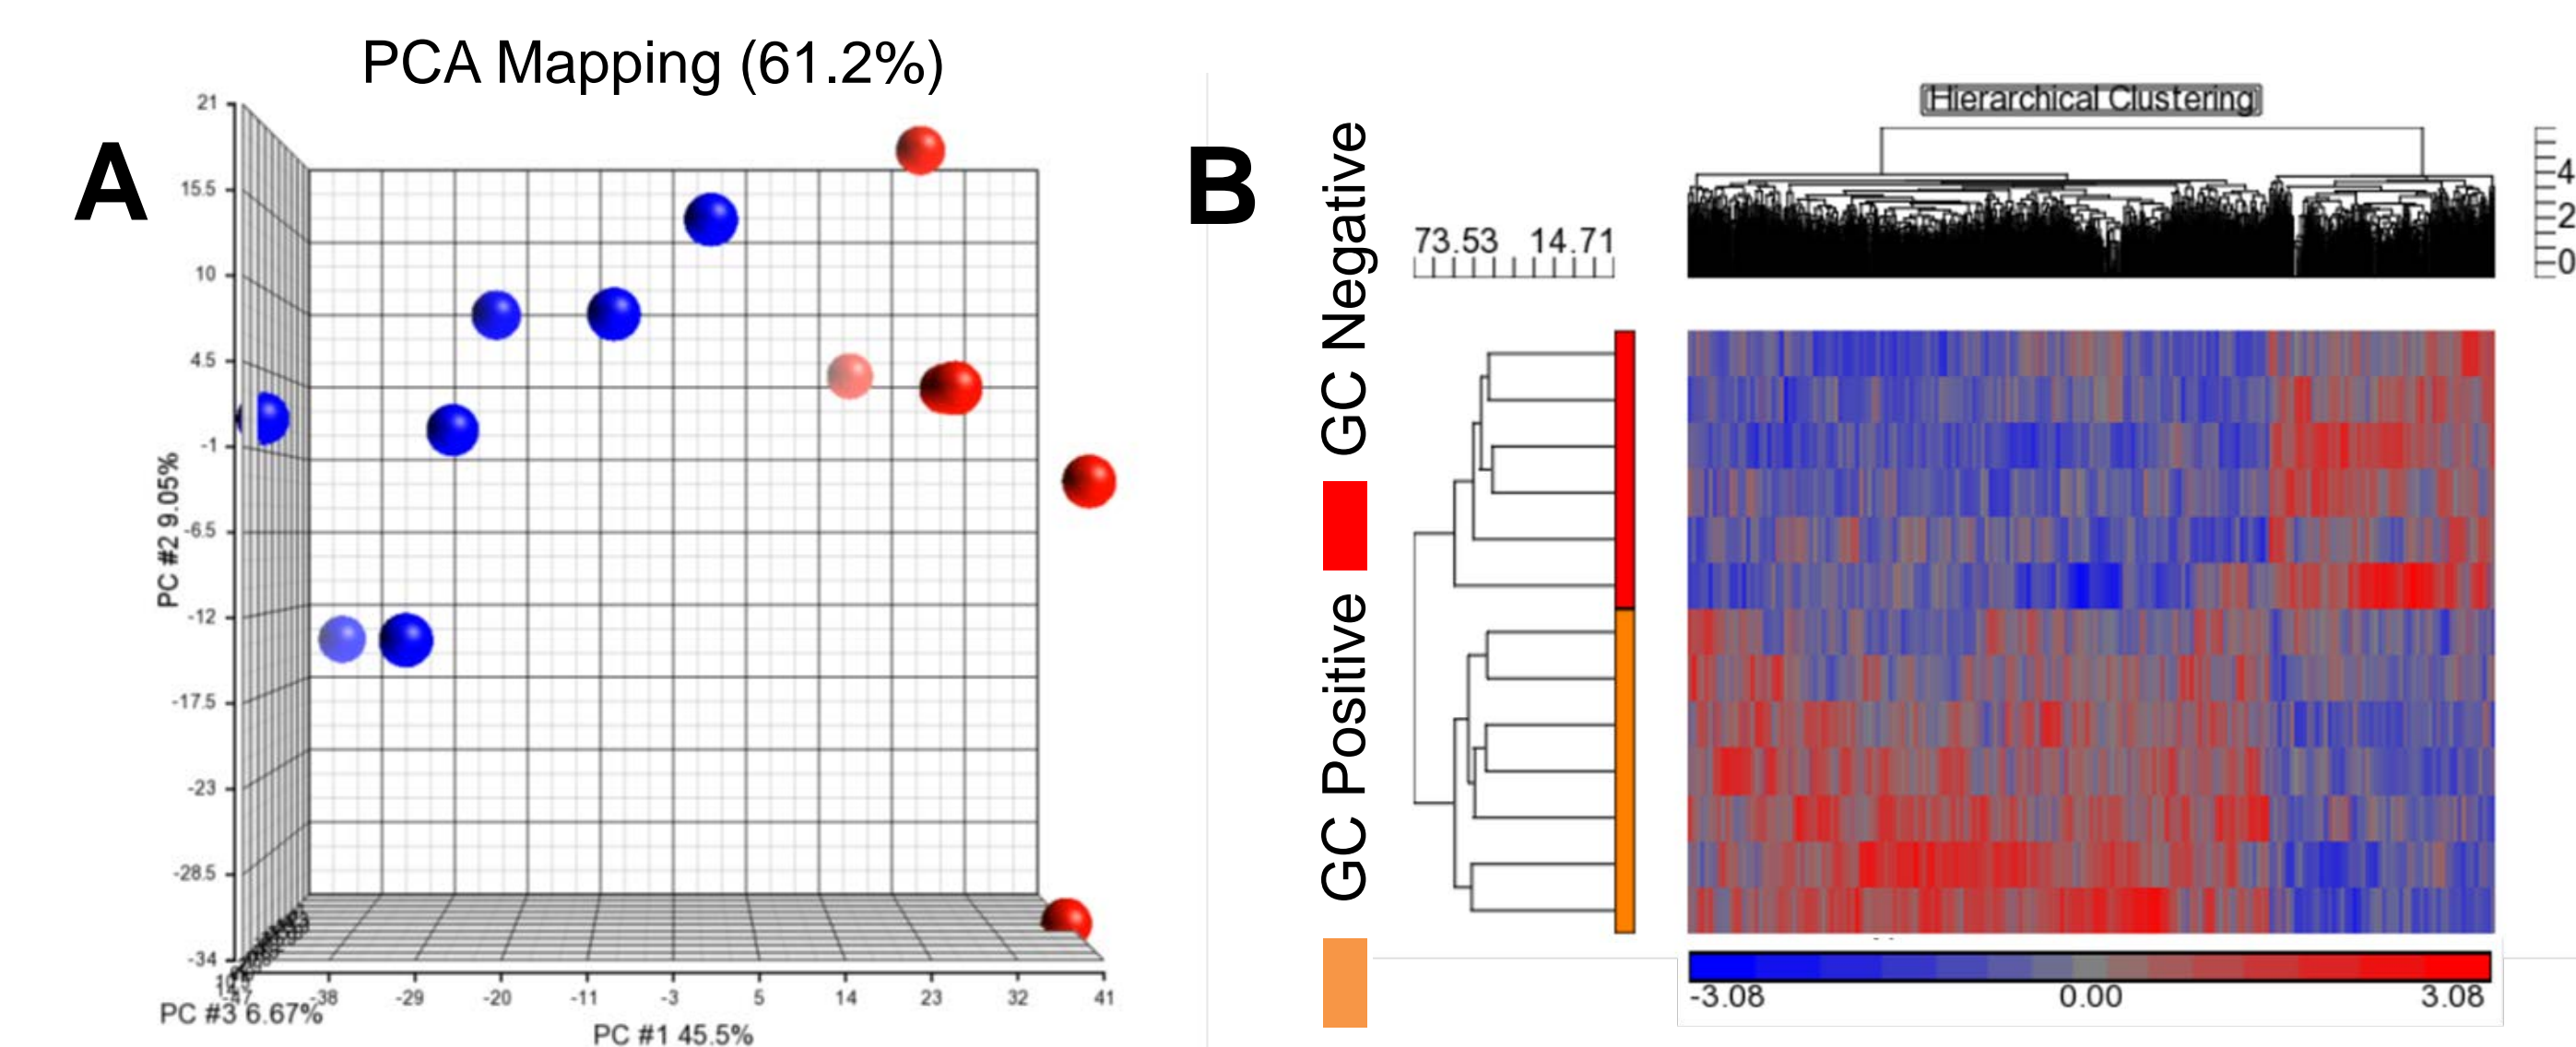 PCA Mapping (61.2%)
A
21
15.5
10
4.5
-1
-6.5
-12
-17.5
-23
-28.5
-34
PC #2 9.05%
-47
-38
-29
-20
-11
-3
5
14
23
32
41
PC #3 6.67%
PC #1 45.5%
B
GC Negative
GC Positive
Hierarchical Clustering
73.53 14.71
4
2
0
-3.08 0.00 3.08